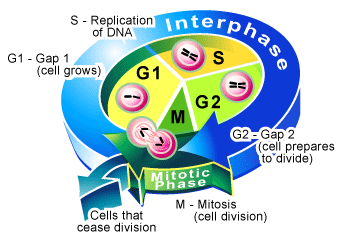 S - Replication
of DNA
Interphase
G1 - Gap 1
(cell grows)
G1
S
G2
M
G2 - Gap 2
(cell prepares
to divide)
Mitotic
Phase
M - Mitosis
(cell division)
Cells that
cease division